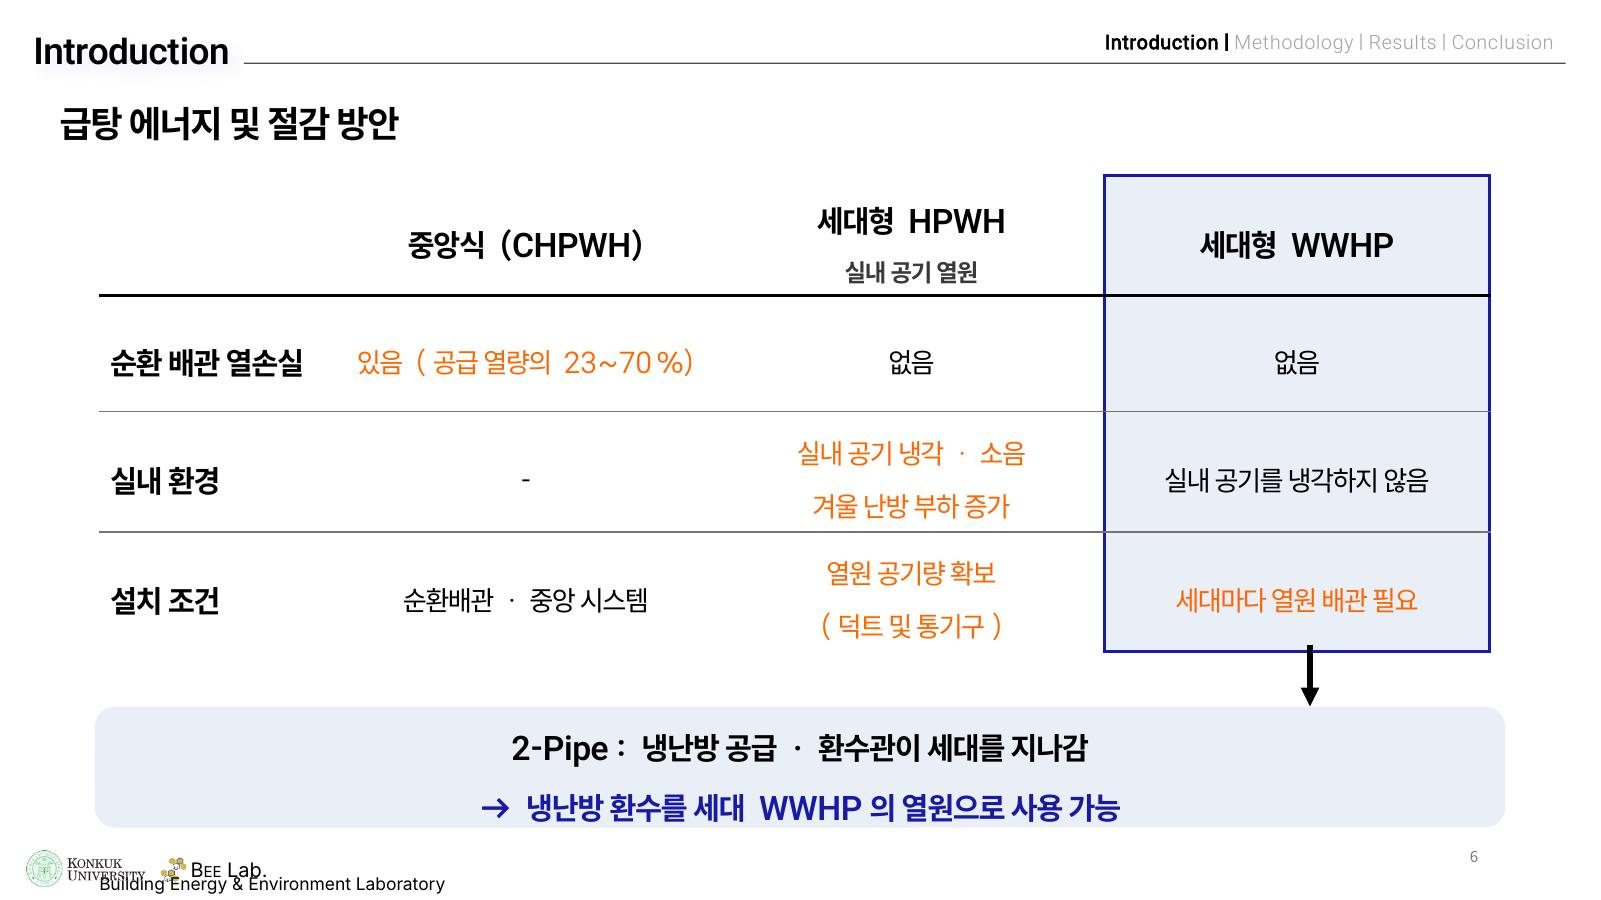 Introduction
Introduction | Methodology | Results | Conclusion
급탕 에너지 및 절감 방안
중앙식 (CHPWH)
세대형 HPWH
실내 공기 열원
세대형 WWHP
순환 배관 열손실
있음 ( 공급 열량의 23~70 %)
없음
없음
실내 환경
-
실내 공기 냉각 · 소음
겨울 난방 부하 증가
실내 공기를 냉각하지 않음
설치 조건
순환배관 · 중앙 시스템
열원 공기량 확보
( 덕트 및 통기구 )
세대마다 열원 배관 필요
2-Pipe : 냉난방 공급 · 환수관이 세대를 지나감
→ 냉난방 환수를 세대 WWHP 의 열원으로 사용 가능
KONKUK
UNIVERSITY
BEE Lab.
Building Energy & Environment Laboratory
6